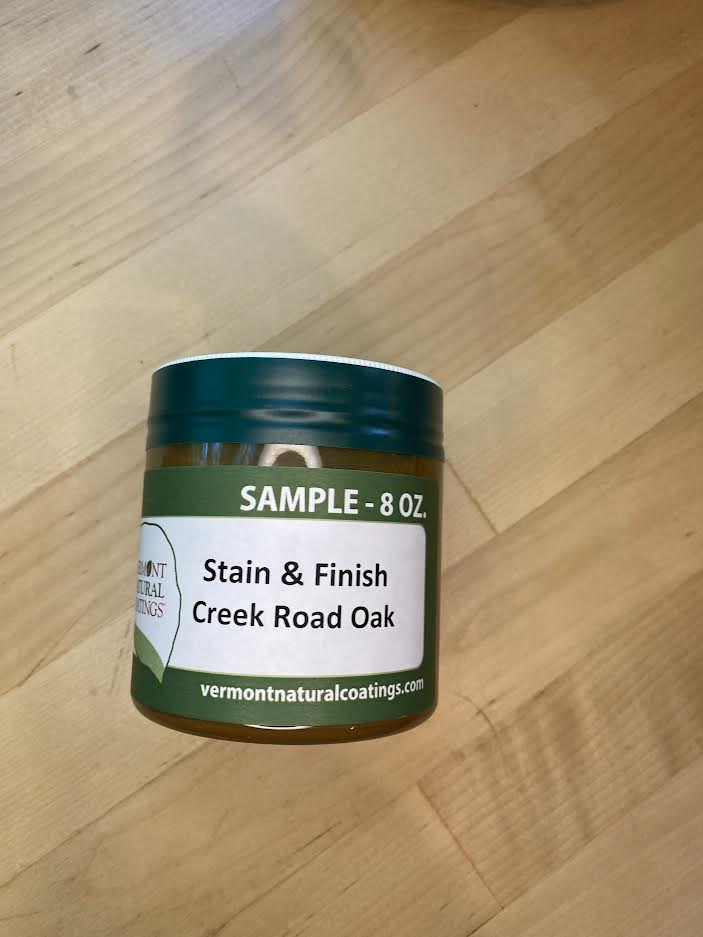 SAMPLE - 8 OZ.
Stain & Finish
Creek Road Oak
vermontnaturalcoatings.com